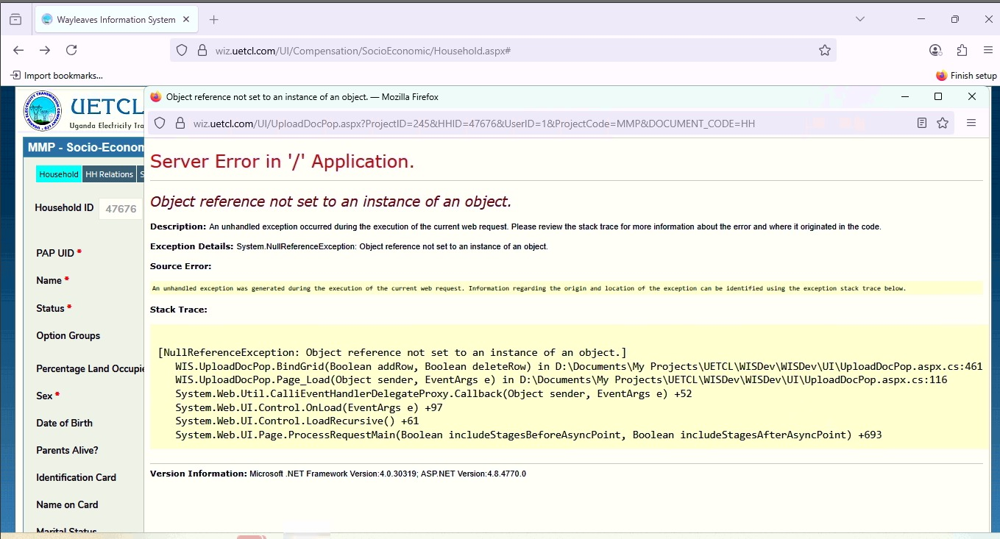 Wayleaves Information System
wiz.uetcl.com/UI/Compensation/SocioEconomic/Household.aspx#
Import bookmarks...
Finish setup
UETCL
Uganda Electricity Tra
Object reference not set to an instance of an object. — Mozilla Firefox
wiz.uetcl.com/UI/UploadDocPop.aspx?ProjectID=245&HHID=47676&UserID=1&ProjectCode=MMP&DOCUMENT_CODE=HH
MMP - Socio-Econom
Household HH Relations S
Household ID 47676
PAP UID *
Name *
Status *
Option Groups
Percentage Land Occupie
Sex *
Date of Birth
Parents Alive?
Identification Card
Name on Card
Marital Status
Server Error in '/' Application.
Object reference not set to an instance of an object.
Description: An unhandled exception occurred during the execution of the current web request. Please review the stack trace for more information about the error and where it originated in the code.
Exception Details: System.NullReferenceException: Object reference not set to an instance of an object.
Source Error:
An unhandled exception was generated during the execution of the current web request. Information regarding the origin and location of the exception can be identified using the exception stack trace below.
Stack Trace:
[NullReferenceException: Object reference not set to an instance of an object.]
WIS.UploadDocPop.BindGrid(Boolean addRow, Boolean deleteRow) in D:\Documents\My Projects\UETCL\WISDev\WISDev\UI\UploadDocPop.aspx.cs:461
WIS.UploadDocPop.Page_Load(Object sender, EventArgs e) in D:\Documents\My Projects\UETCL\WISDev\WISDev\UI\UploadDocPop.aspx.cs:116
System.Web.Util.CalliEventHandlerDelegateProxy.Callback(Object sender, EventArgs e) +52
System.Web.UI.Control.OnLoad(EventArgs e) +97
System.Web.UI.Control.LoadRecursive() +61
System.Web.UI.Page.ProcessRequestMain(Boolean includeStagesBeforeAsyncPoint, Boolean includeStagesAfterAsyncPoint) +693
Version Information: Microsoft .NET Framework Version:4.0.30319; ASP.NET Version:4.8.4770.0